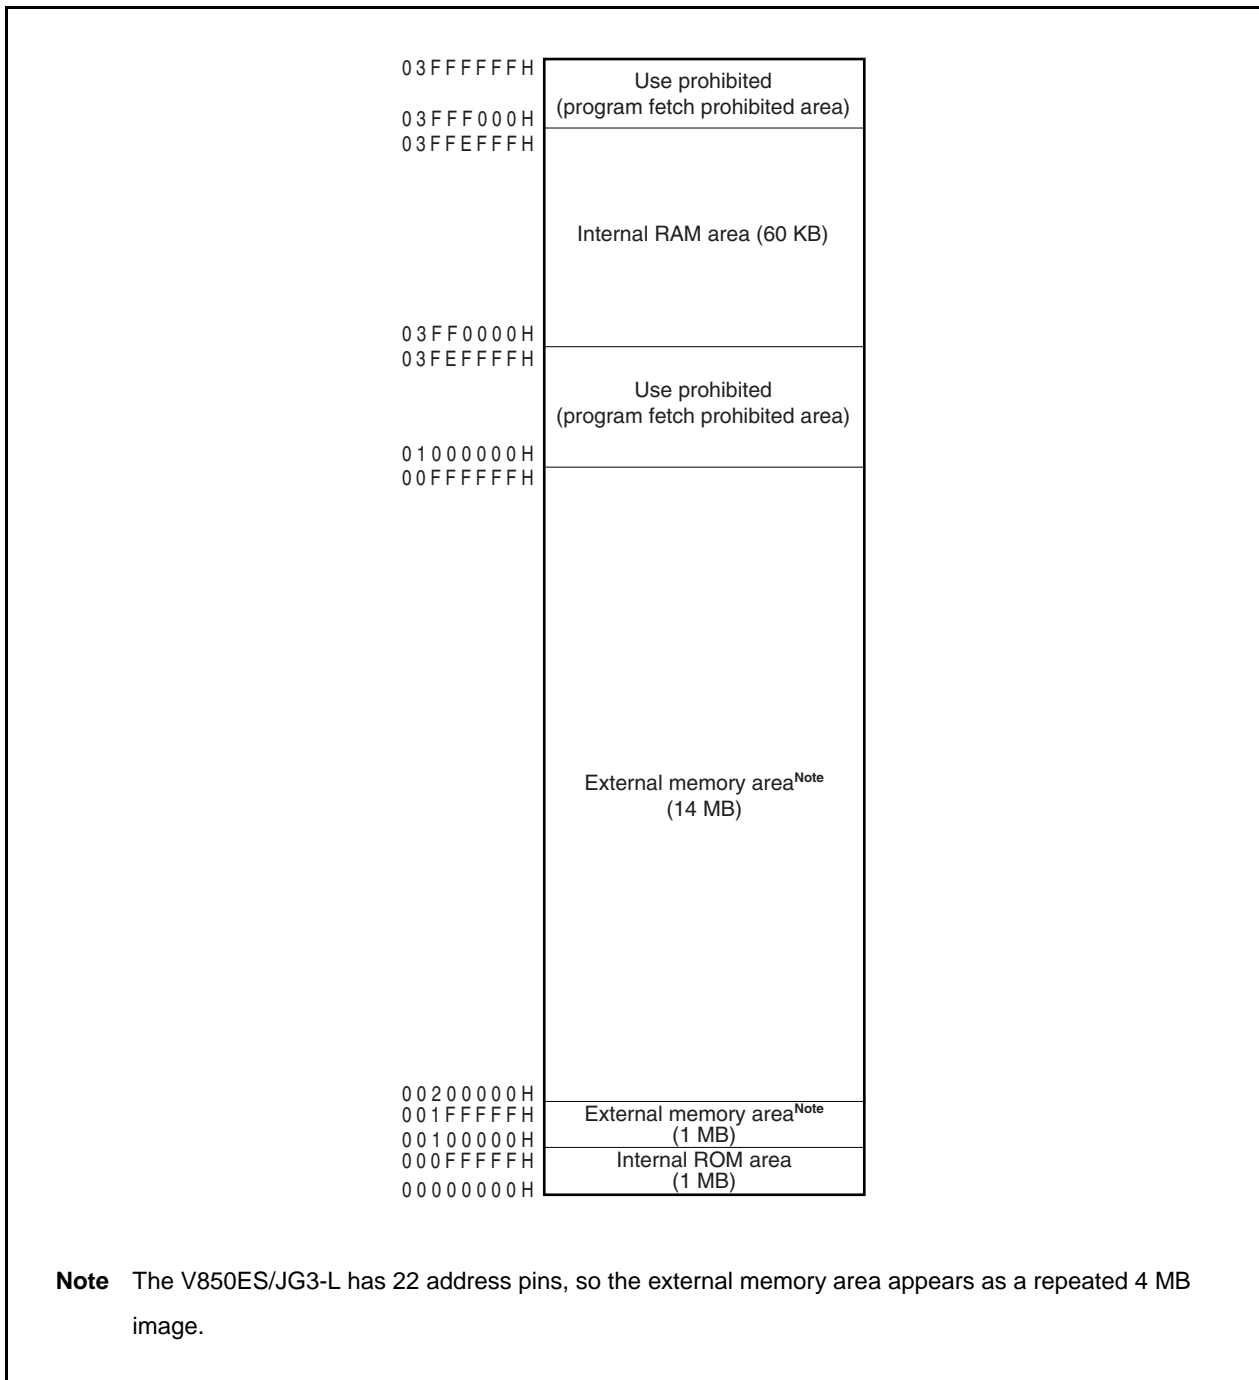 03FFFFFFH
Use prohibited
(program fetch prohibited area)
03FFF000H
03FFEFFFH
Internal RAM area (60 KB)
03FF0000H
03FEFFFFH
Use prohibited
(program fetch prohibited area)
01000000H
00FFFFFFH
External memory areaNote
(14 MB)
00200000H
001FFFFFH
External memory areaNote
(1 MB)
00100000H
000FFFFFH
Internal ROM area
(1 MB)
00000000H
Note The V850ES/JG3-L has 22 address pins, so the external memory area appears as a repeated 4 MB
image.